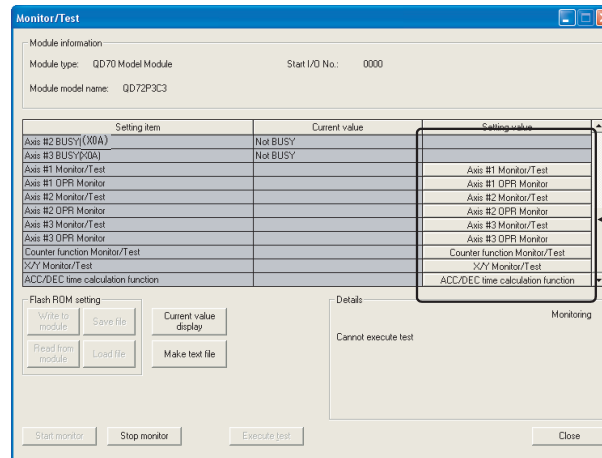 Monitor/Test
Module information
Module type: QD70 Model Module Start I/O No.: 0000
Module model name: QD72P3C3
Setting item Current value Setting value
Axis #2 BUSY(X0A) Not BUSY
Axis #3 BUSY(X0A) Not BUSY
Axis #1 Monitor/Test Axis #1 Monitor/Test
Axis #1 OPR Monitor Axis #1 OPR Monitor
Axis #2 Monitor/Test Axis #2 Monitor/Test
Axis #2 OPR Monitor Axis #2 OPR Monitor
Axis #3 Monitor/Test Axis #3 Monitor/Test
Axis #3 OPR Monitor Axis #3 OPR Monitor
Counter function Monitor/Test Counter function Monitor/Test
X/Y Monitor/Test X/Y Monitor/Test
ACC/DEC time calculation function ACC/DEC time calculation function
Flash ROM setting
Write to module Save file Current value display
Read from module Load file Make text file
Details
Monitoring
Cannot execute test
Start monitor Stop monitor Execute test Close